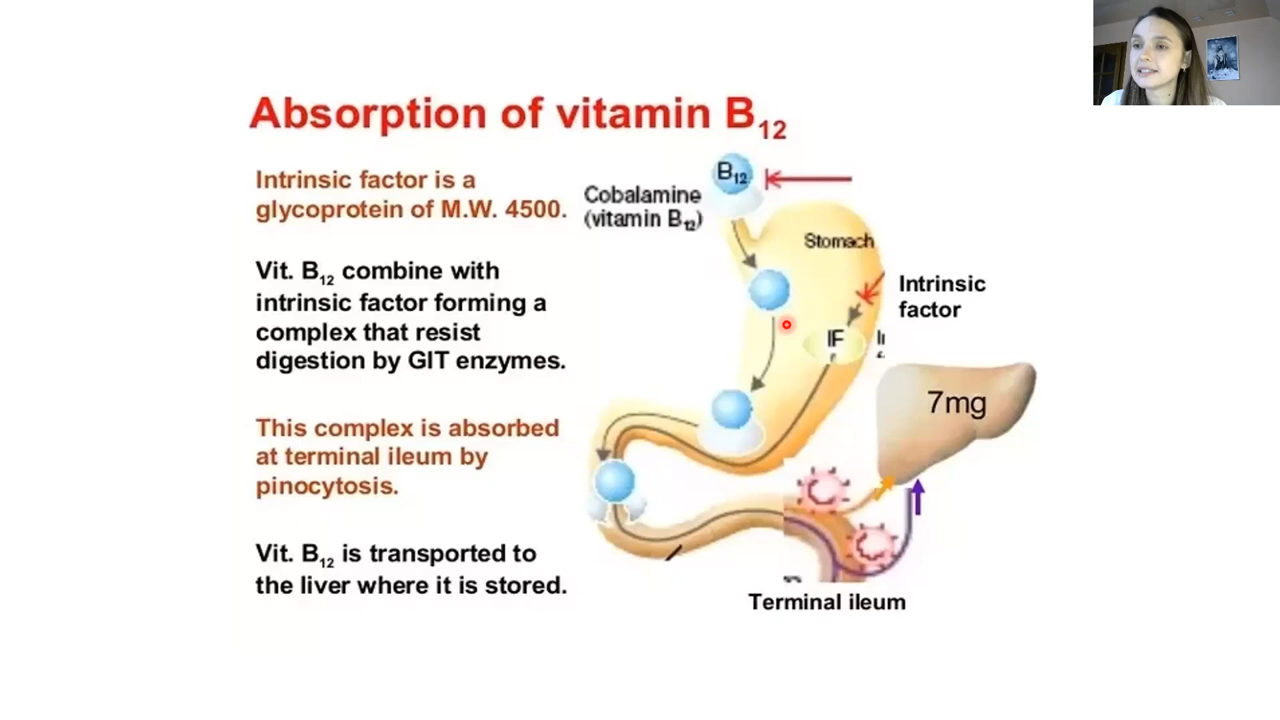 Absorption of vitamin B12
Intrinsic factor is a
glycoprotein of M.W. 4500.
Vit. B12 combine with
intrinsic factor forming a
complex that resist
digestion by GIT enzymes.
This complex is absorbed
at terminal ileum by
pinocytosis.
Vit. B12 is transported to
the liver where it is stored.
B12
Cobalamine
(vitamin B12)
Stomach
Intrinsic
factor
IF
7mg
Terminal ileum